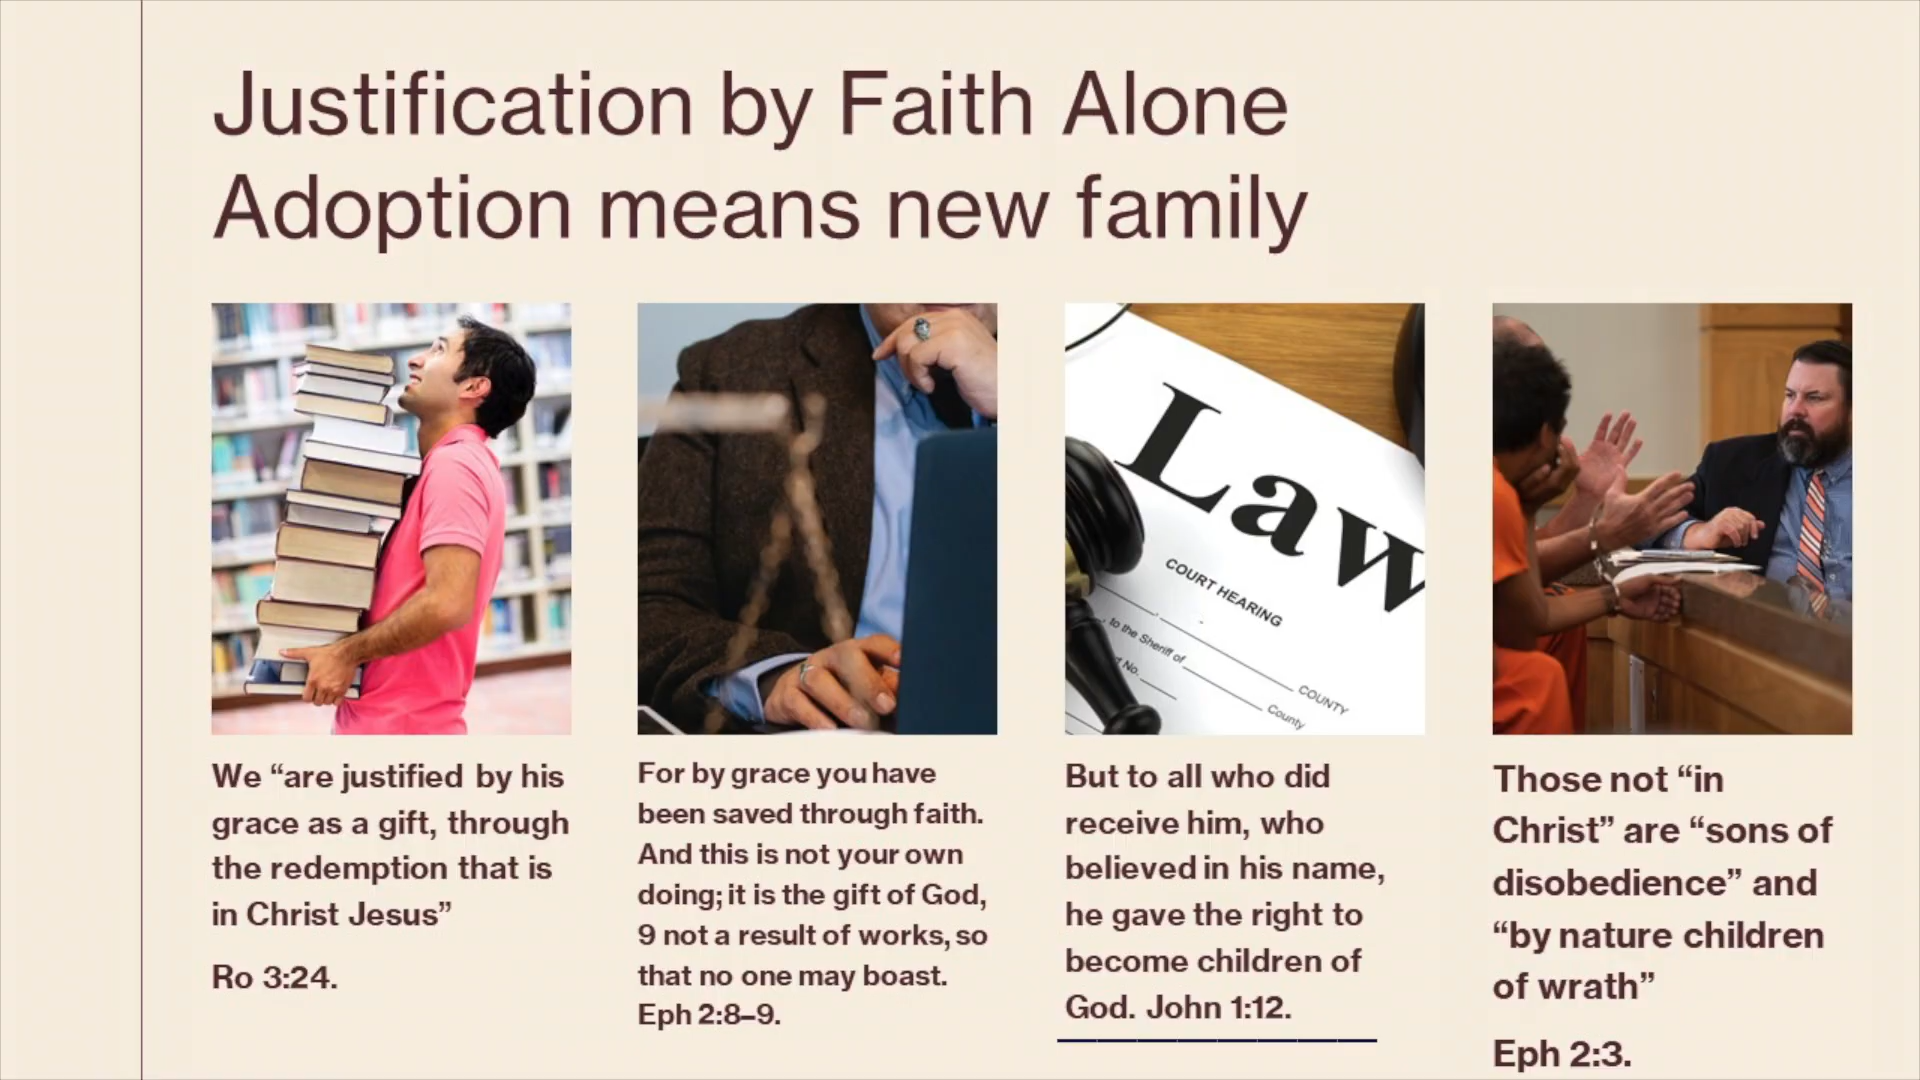 Justification by Faith Alone
Adoption means new family
Law
COURT HEARING
, to the Sheriff of
COUNTY
No.
County
We “are justified by his
grace as a gift, through
the redemption that is
in Christ Jesus”
Ro 3:24.
For by grace you have
been saved through faith.
And this is not your own
doing; it is the gift of God,
9 not a result of works, so
that no one may boast.
Eph 2:8–9.
But to all who did
receive him, who
believed in his name,
he gave the right to
become children of
God. John 1:12.
Those not “in
Christ” are “sons of
disobedience” and
“by nature children
of wrath”
Eph 2:3.